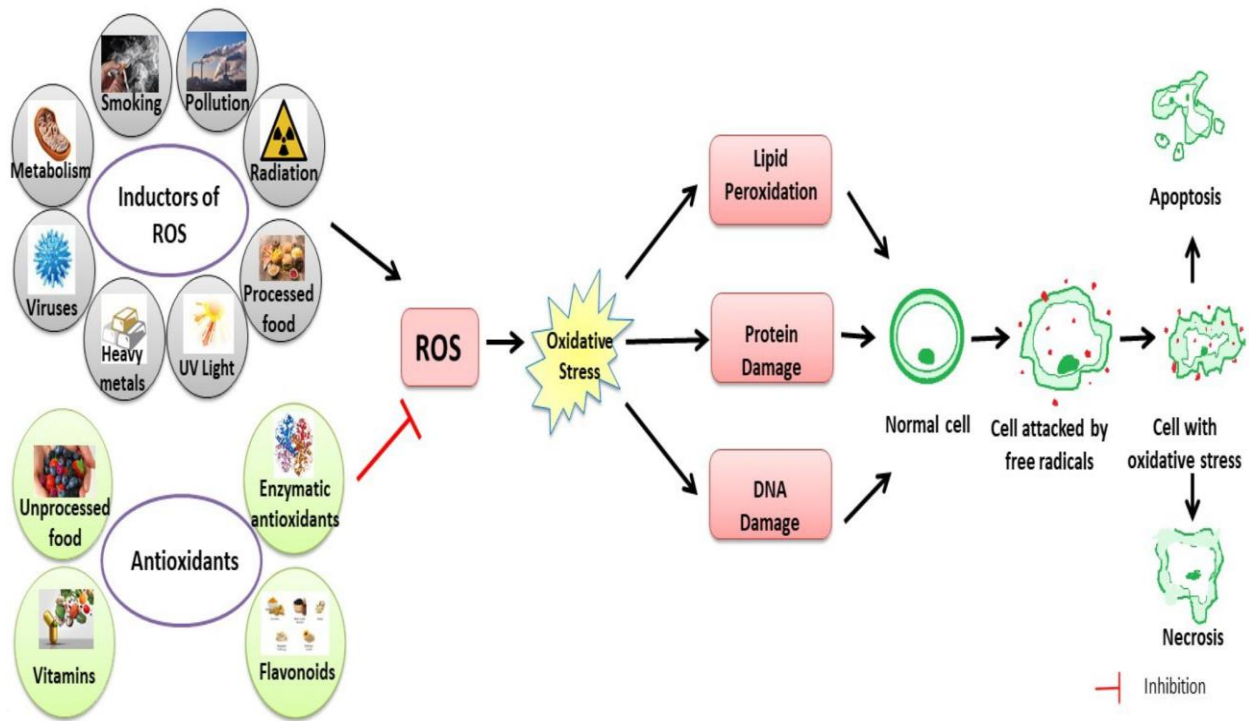 Smoking
Pollution
Metabolism
Radiation
Inductors of
ROS
Viruses
Processed
food
Heavy
metals
UV Light
ROS
Oxidative
Stress
Lipid
Peroxidation
Protein
Damage
DNA
Damage
Normal cell
Cell attacked by
free radicals
Cell with
oxidative stress
Apoptosis
Necrosis
Unprocessed
food
Enzymatic
antioxidants
Antioxidants
Vitamins
Flavonoids
Inhibition